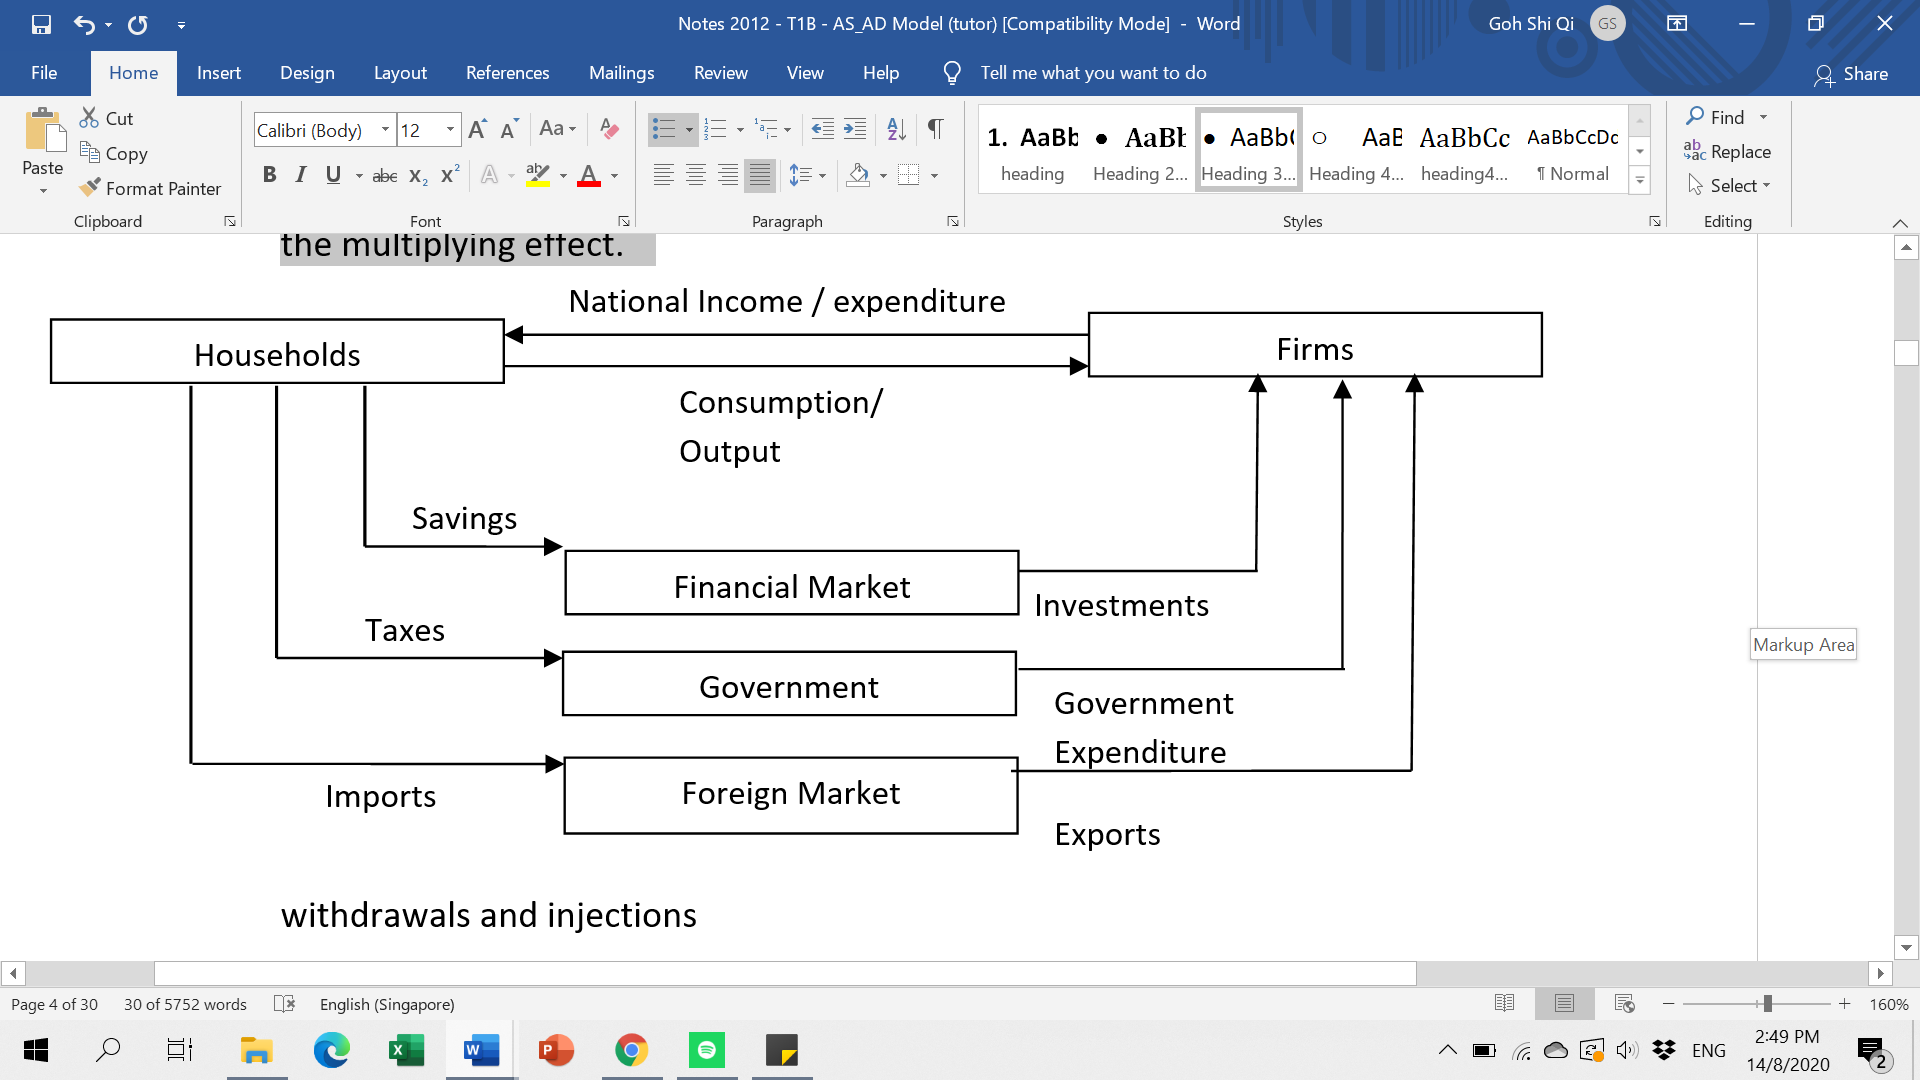 Notes 2012 - T1B - AS_AD Model (tutor) [Compatibility Mode] - Word
Goh Shi Qi
GS
File
Home
Insert
Design
Layout
References
Mailings
Review
View
Help
Tell me what you want to do
Share
Paste
Cut
Copy
Format Painter
Clipboard
Calibri (Body)
12
Font
Paragraph
1. AaBb
heading
AaBb
Heading 2...
AaBb
Heading 3...
AaB
Heading 4...
AaBbCc
heading4...
AaBbCcDc
¶ Normal
Styles
Find
Replace
Select
Editing
the multiplying effect.
National Income / expenditure
Households
Firms
Consumption/
Output
Savings
Financial Market
Investments
Taxes
Government
Government
Expenditure
Imports
Foreign Market
Exports
withdrawals and injections
Markup Area
Page 4 of 30
30 of 5752 words
English (Singapore)
160%
ENG
2:49 PM
14/8/2020
2